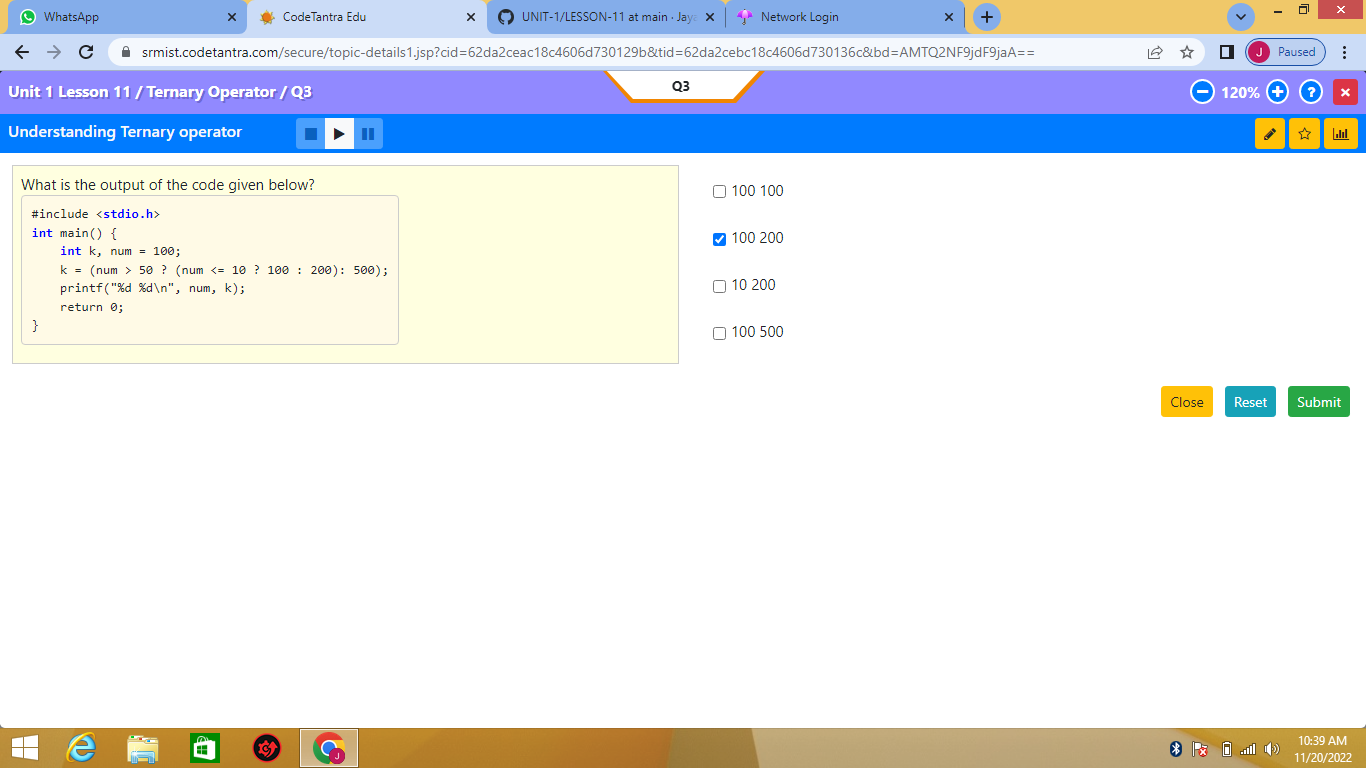 WhatsApp
CodeTantra Edu
UNIT-1/LESSON-11 at main · Jaya
Network Login
srmist.codetantra.com/secure/topic-details1.jsp?cid=62da2ceac18c4606d730129b&tid=62da2cebc18c4606d730136c&bd=AMTQ2NF9jdF9jaA==
J Paused
Unit 1 Lesson 11 / Ternary Operator / Q3
Q3
120%
?
Understanding Ternary operator
What is the output of the code given below?
#include <stdio.h>
int main() {
    int k, num = 100;
    k = (num > 50 ? (num <= 10 ? 100 : 200): 500);
    printf("%d %d\n", num, k);
    return 0;
}
100 100
100 200
10 200
100 500
Close
Reset
Submit
J
10:39 AM
11/20/2022